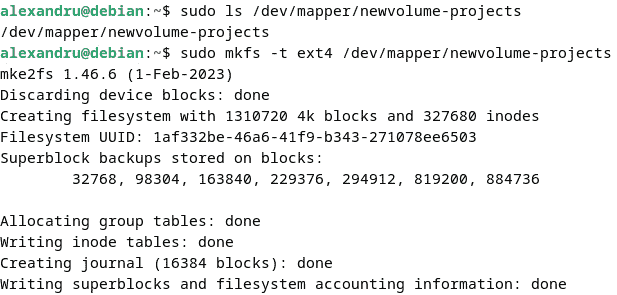 alexandru@debian:~$ sudo ls /dev/mapper/newvolume-projects
/dev/mapper/newvolume-projects
alexandru@debian:~$ sudo mkfs -t ext4 /dev/mapper/newvolume-projects
mke2fs 1.46.6 (1-Feb-2023)
Discarding device blocks: done
Creating filesystem with 1310720 4k blocks and 327680 inodes
Filesystem UUID: 1af332be-46a6-41f9-b343-271078ee6503
Superblock backups stored on blocks:
        32768, 98304, 163840, 229376, 294912, 819200, 884736
Allocating group tables: done
Writing inode tables: done
Creating journal (16384 blocks): done
Writing superblocks and filesystem accounting information: done